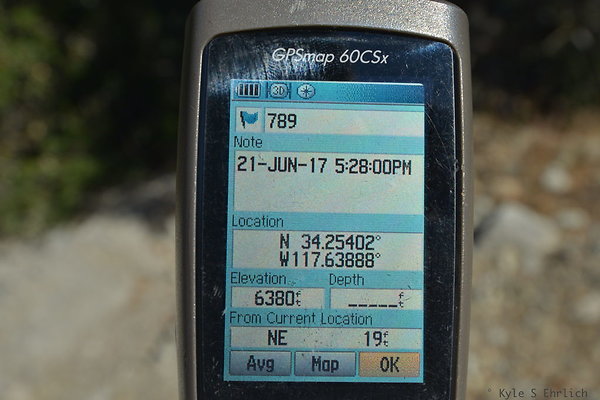 GPSmap 60CSx
3D
789
Note
21-JUN-17 5:28:00PM
Location
N 34.25402°
W117.63888°
Elevation Depth
6380ft _____ft
From Current Location
NE 19ft
Avg Map OK
© Kyle S Ehrlich